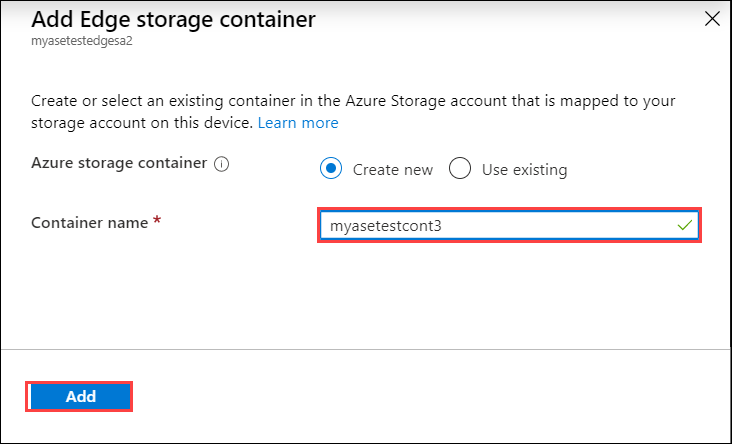 Add Edge storage container
myasetestedgesa2
Create or select an existing container in the Azure Storage account that is mapped to your
storage account on this device. Learn more
Azure storage container
Create new
Use existing
Container name *
myasetestcont3
Add